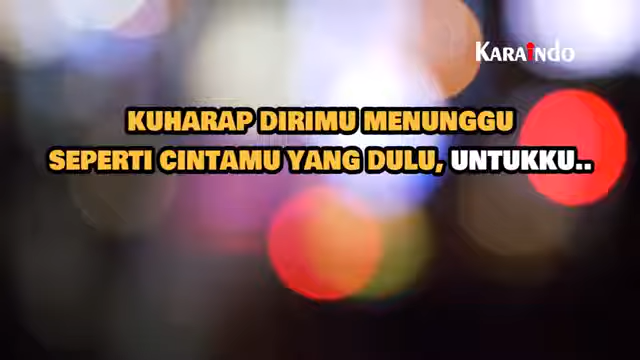 KARAINDO
KUHARAP DIRIMU MENUNGGU
SEPERTI CINTAMU YANG DULU, UNTUKKU..